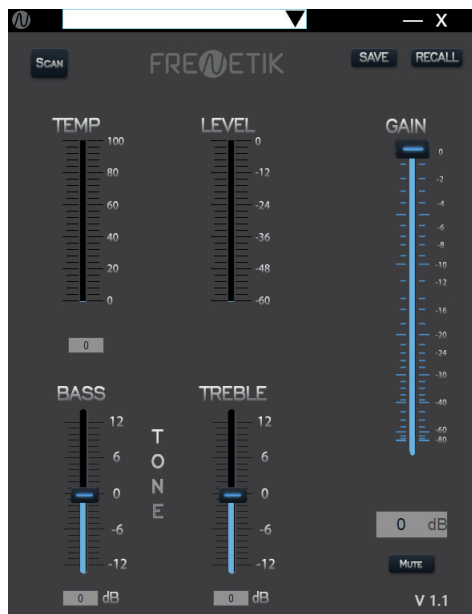 — X
SCAN
FRENETIK
SAVE
RECALL
TEMP
100
80
60
40
20
0
0
LEVEL
0
-12
-24
-36
-48
-60
GAIN
0
-2
-4
-6
-8
-10
-12
-16
-20
-24
-30
-40
-60
-80
0 dB
MUTE
BASS
12
6
0
-6
-12
0 dB
TONE
TREBLE
12
6
0
-6
-12
0 dB
V 1.1